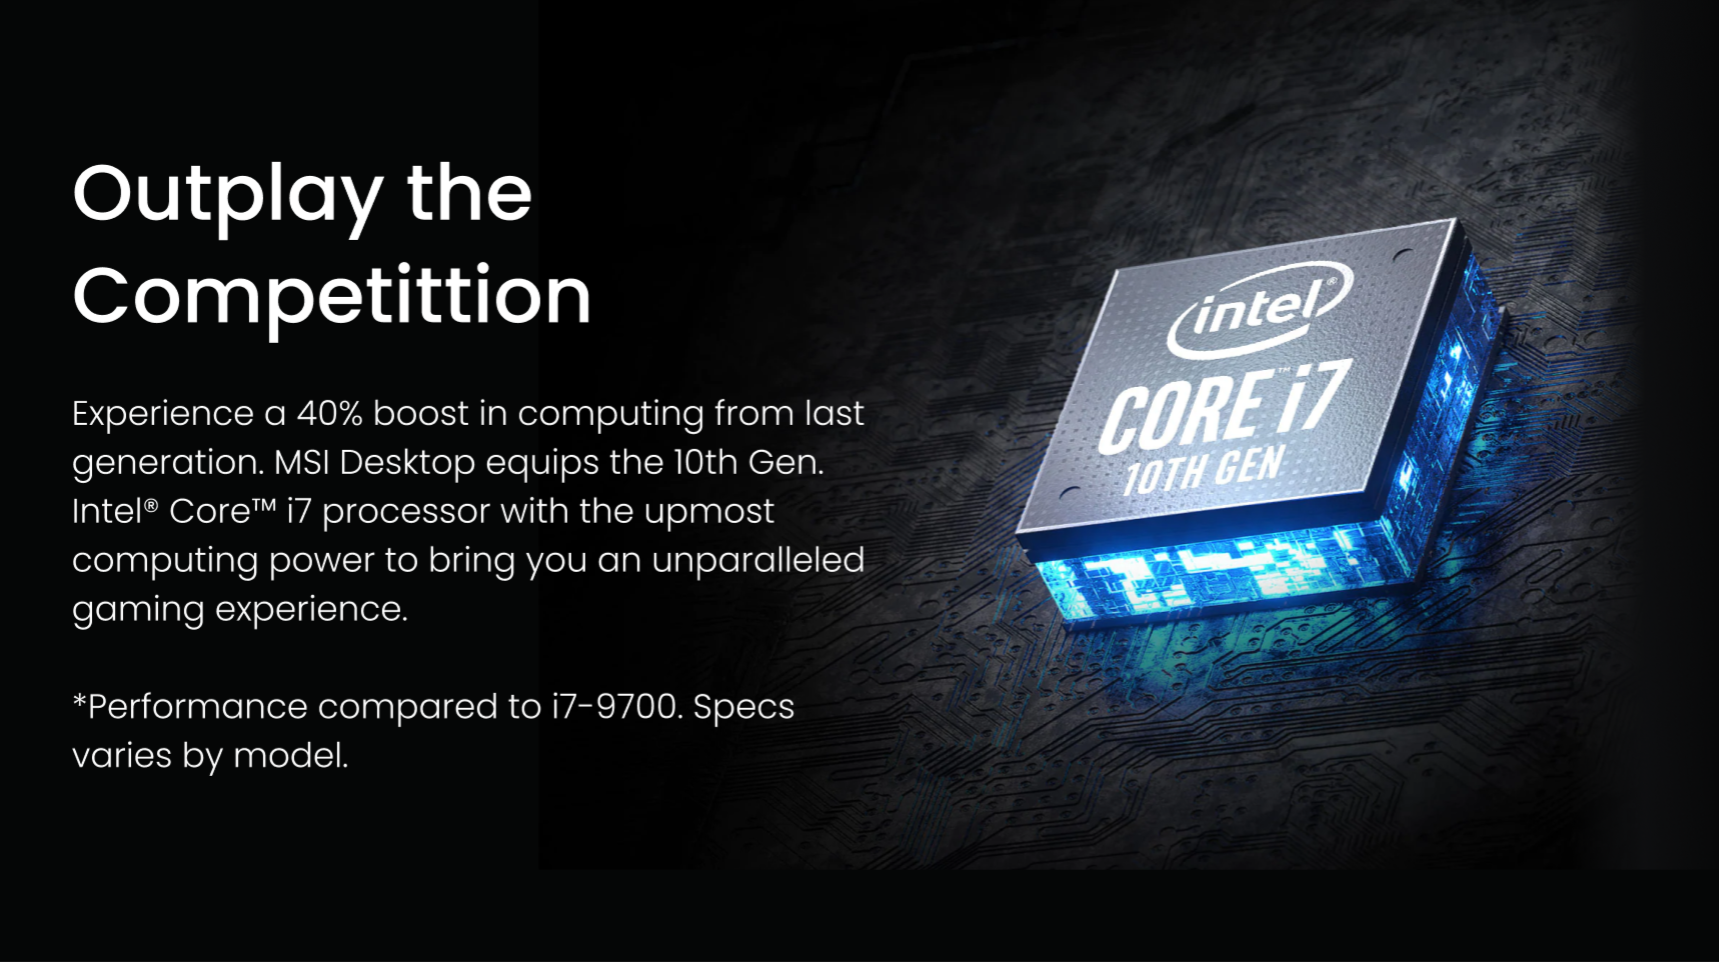 Outplay the
Competittion
Experience a 40% boost in computing from last
generation. MSI Desktop equips the 10th Gen.
Intel® Core™ i7 processor with the upmost
computing power to bring you an unparalleled
gaming experience.
*Performance compared to i7-9700. Specs
varies by model.
intel®
CORE™ i7
10TH GEN